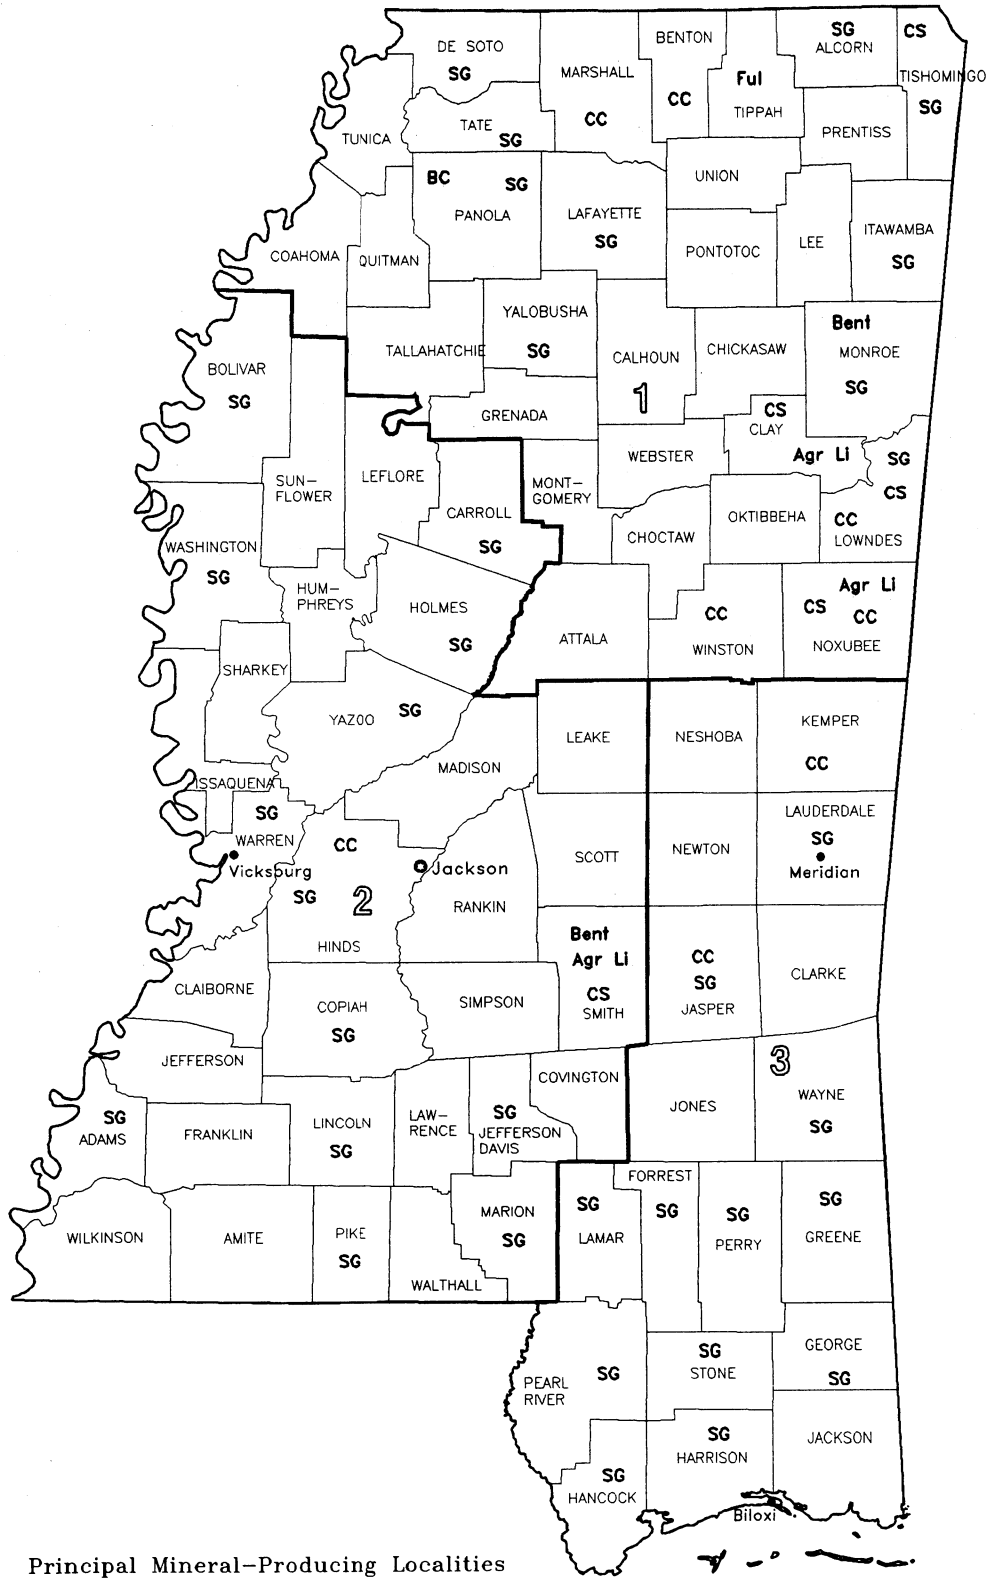 DE SOTO
SG
MARSHALL
CC
BENTON
CC
Ful
TIPPAH
SG
ALCORN
CS
TISHOMINGO
SG
TUNICA
TATE
SG
PRENTISS
UNION
BC
SG
PANOLA
LAFAYETTE
SG
PONTOTOC
LEE
ITAWAMBA
SG
COAHOMA
QUITMAN
YALOBUSHA
SG
TALLAHATCHIE
CALHOUN
1
CHICKASAW
Bent
MONROE
SG
BOLIVAR
SG
GRENADA
CS
CLAY
Agr Li
SG
CS
CC
LOWNDES
WEBSTER
SUN-
FLOWER
LEFLORE
MONT-
GOMERY
CARROLL
SG
CHOCTAW
OKTIBBEHA
WASHINGTON
SG
HUM-
PHREYS
HOLMES
SG
ATTALA
CC
WINSTON
Agr Li
CS
CC
NOXUBEE
SHARKEY
YAZOO
SG
LEAKE
NESHOBA
KEMPER
CC
MADISON
ISSAQUENA
SG
WARREN
Vicksburg
CC
SG
2
HINDS
Jackson
RANKIN
SCOTT
NEWTON
LAUDERDALE
SG
Meridian
Bent
Agr Li
CS
SMITH
CC
SG
JASPER
CLARKE
CLAIBORNE
COPIAH
SG
SIMPSON
JEFFERSON
COVINGTON
3
JONES
WAYNE
SG
SG
ADAMS
FRANKLIN
LINCOLN
SG
LAW-
RENCE
SG
JEFFERSON
DAVIS
FORREST
SG
SG
LAMAR
SG
PERRY
SG
GREENE
WILKINSON
AMITE
PIKE
SG
WALTHALL
MARION
SG
PEARL
RIVER
SG
SG
STONE
GEORGE
SG
SG
HARRISON
JACKSON
SG
HANCOCK
Biloxi
Principal Mineral-Producing Localities